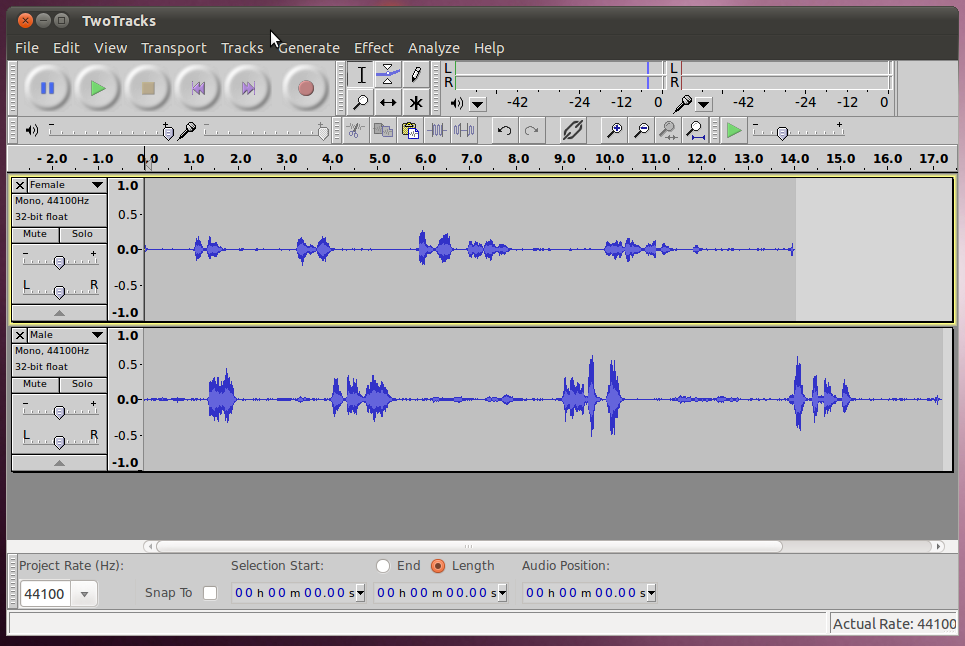 TwoTracks
File Edit View Transport Tracks Generate Effect Analyze Help
L
R
-42 -24 -12 0
L
R
-42 -24 -12 0
- +
- +
- +
- 2.0 - 1.0 0.0 1.0 2.0 3.0 4.0 5.0 6.0 7.0 8.0 9.0 10.0 11.0 12.0 13.0 14.0 15.0 16.0 17.0
Female
Mono, 44100Hz
32-bit float
Mute Solo
- +
L R
1.0
0.5-
0.0-
-0.5-
-1.0
Male
Mono, 44100Hz
32-bit float
Mute Solo
- +
L R
1.0
0.5-
0.0-
-0.5-
-1.0
Project Rate (Hz):
44100
Snap To
Selection Start:
00 h 00 m 00.00 s
End Length
00 h 00 m 00.00 s
Audio Position:
00 h 00 m 00.00 s
Actual Rate: 44100